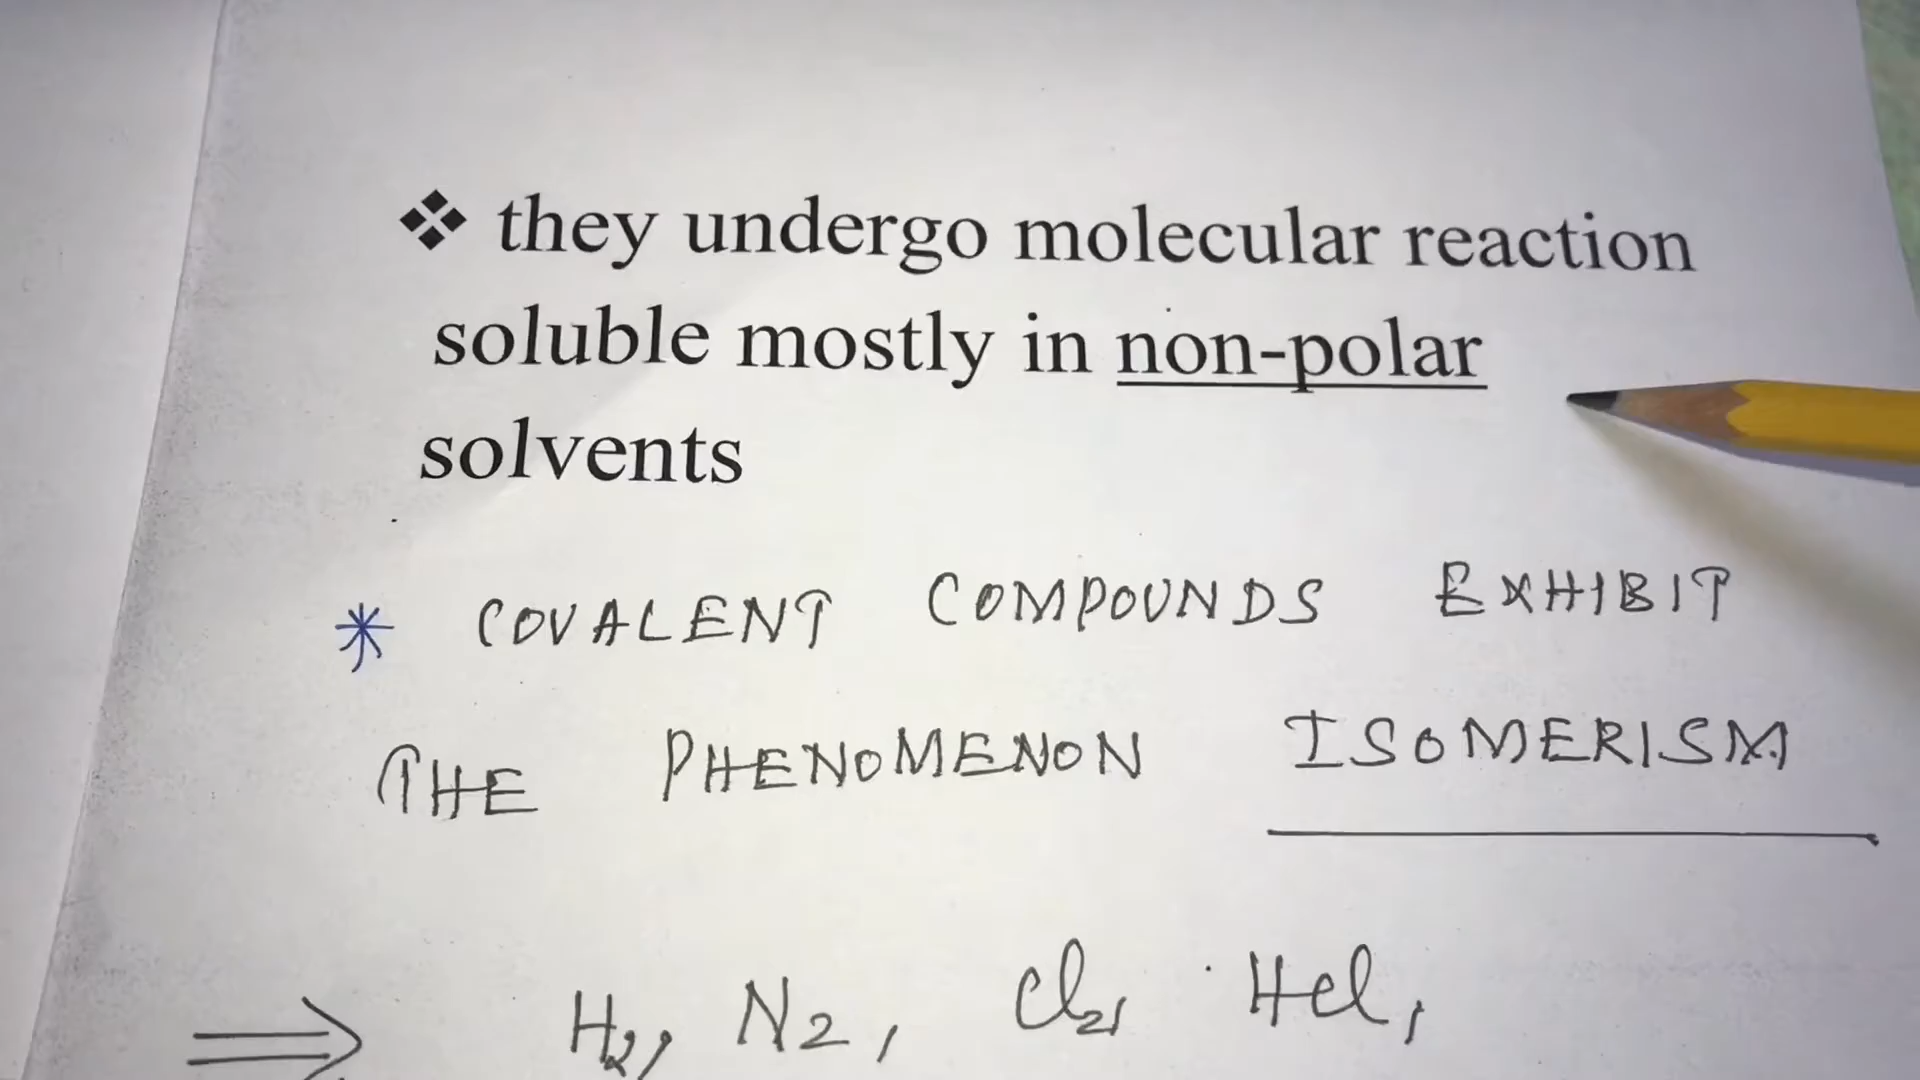 ❖ they undergo molecular reaction
soluble mostly in non-polar
solvents
* COVALENT COMPOUNDS EXHIBIT
THE PHENOMENON ISOMERISM
⇒ H2, N2, Cl2, HCl,